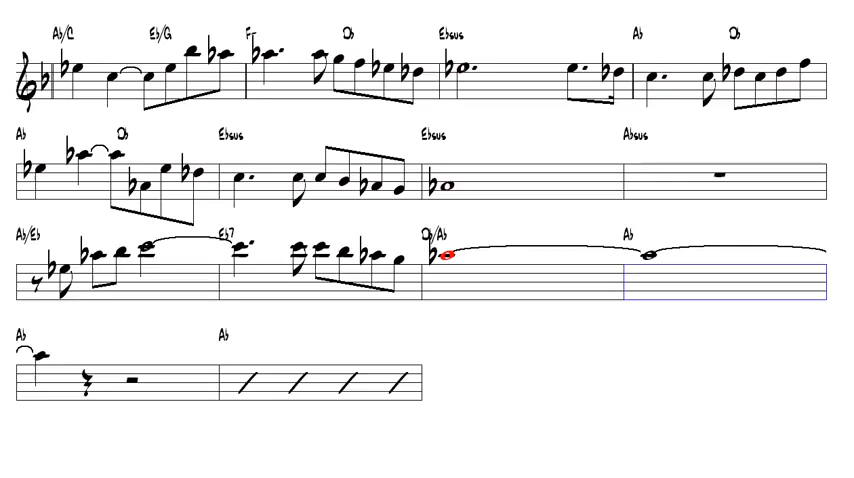 Ab/C Eb/G F- Db Ebsus Ab Db
Ab Db Ebsus Ebsus Absus
Ab/Eb Eb7 Db/Ab Ab
Ab Ab